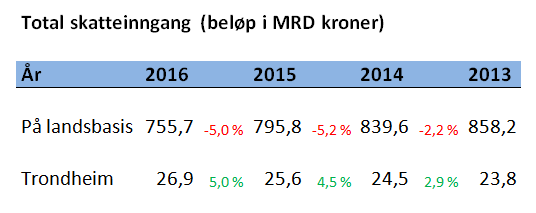 Total skatteinngang (beløp i MRD kroner)
År 2016 2015 2014 2013
På landsbasis 755,7 -5,0 % 795,8 -5,2 % 839,6 -2,2 % 858,2
Trondheim 26,9 5,0 % 25,6 4,5 % 24,5 2,9 % 23,8